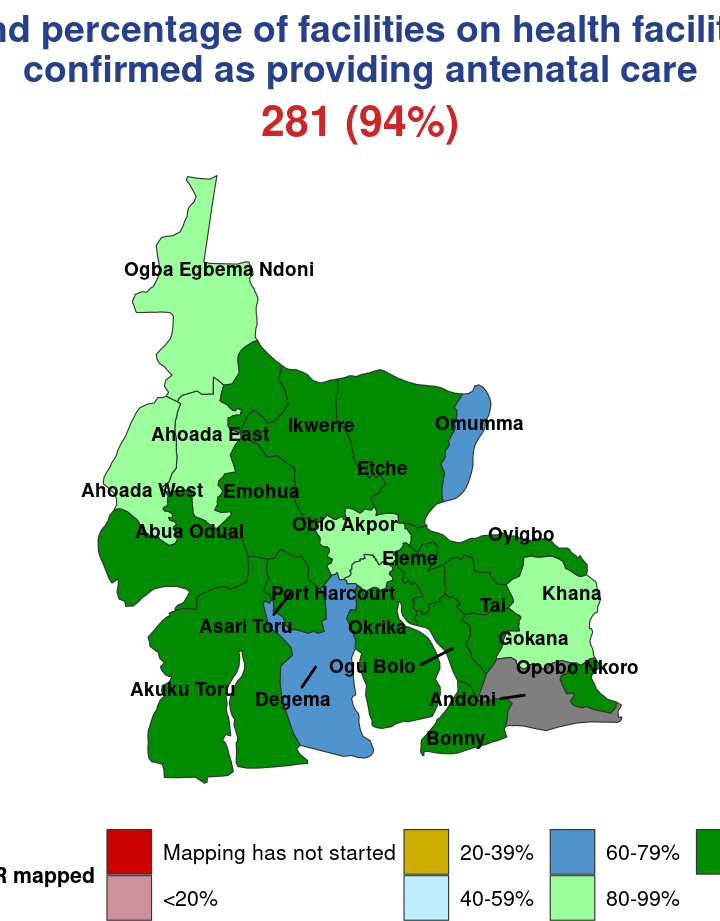 percentage of facilities on health
confirmed as providing antenatal care
281 (94%)
Ogba Egbema Ndoni
Omumma
Ikwerre
Ahoada East
Etche
Ahoada West
Emohua
Obio Akpor
Abua Odual
Oyigbo
Eleme
Port Harcourt
Khana
Tai
Asari Toru
Okrika
Gokana
Ogu Bolo
Opobo Nkoro
Akuku Toru
Degema
Andoni
Bonny
Mapping has not started
20-39%
60-79%
mapped
<20%
40-59%
80-99%